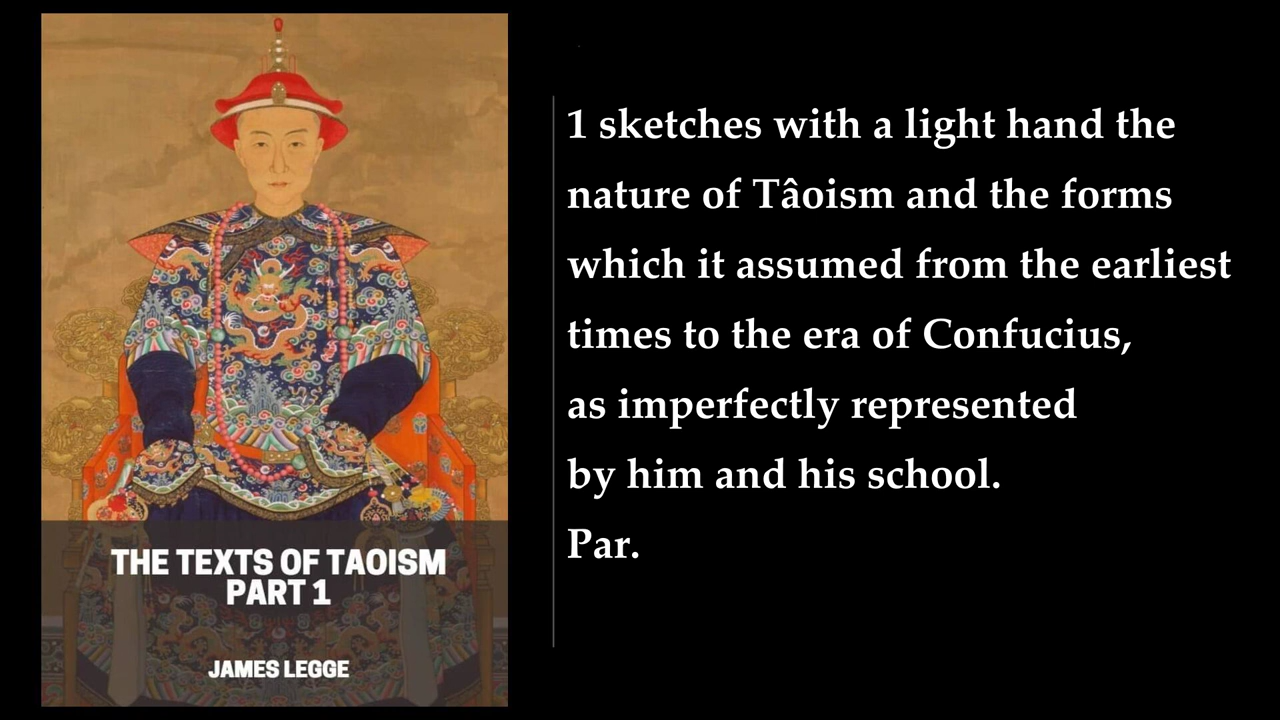 THE TEXTS OF TAOISM
PART 1
JAMES LEGGE
1 sketches with a light hand the
nature of Tâoism and the forms
which it assumed from the earliest
times to the era of Confucius,
as imperfectly represented
by him and his school.
Par.